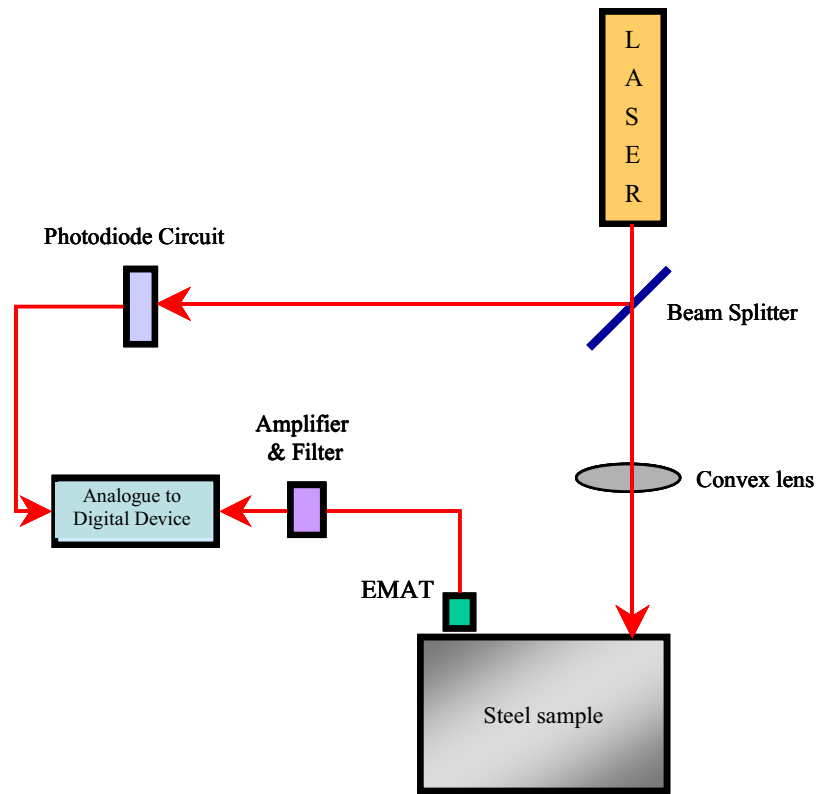 L
A
S
E
R
Photodiode Circuit
Beam Splitter
Amplifier
& Filter
Convex lens
Analogue to
Digital Device
EMAT
Steel sample